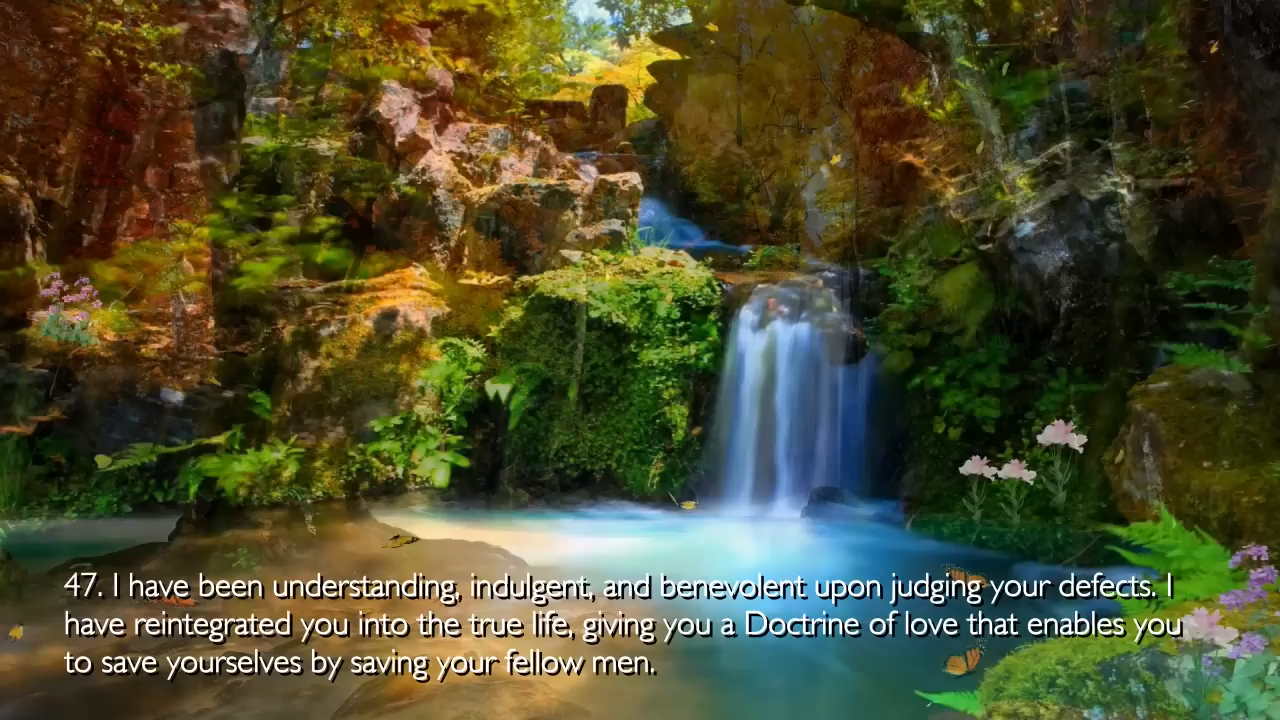 47. I have been understanding, indulgent, and benevolent upon judging your defects. I
have reintegrated you into the true life, giving you a Doctrine of love that enables you
to save yourselves by saving your fellow men.